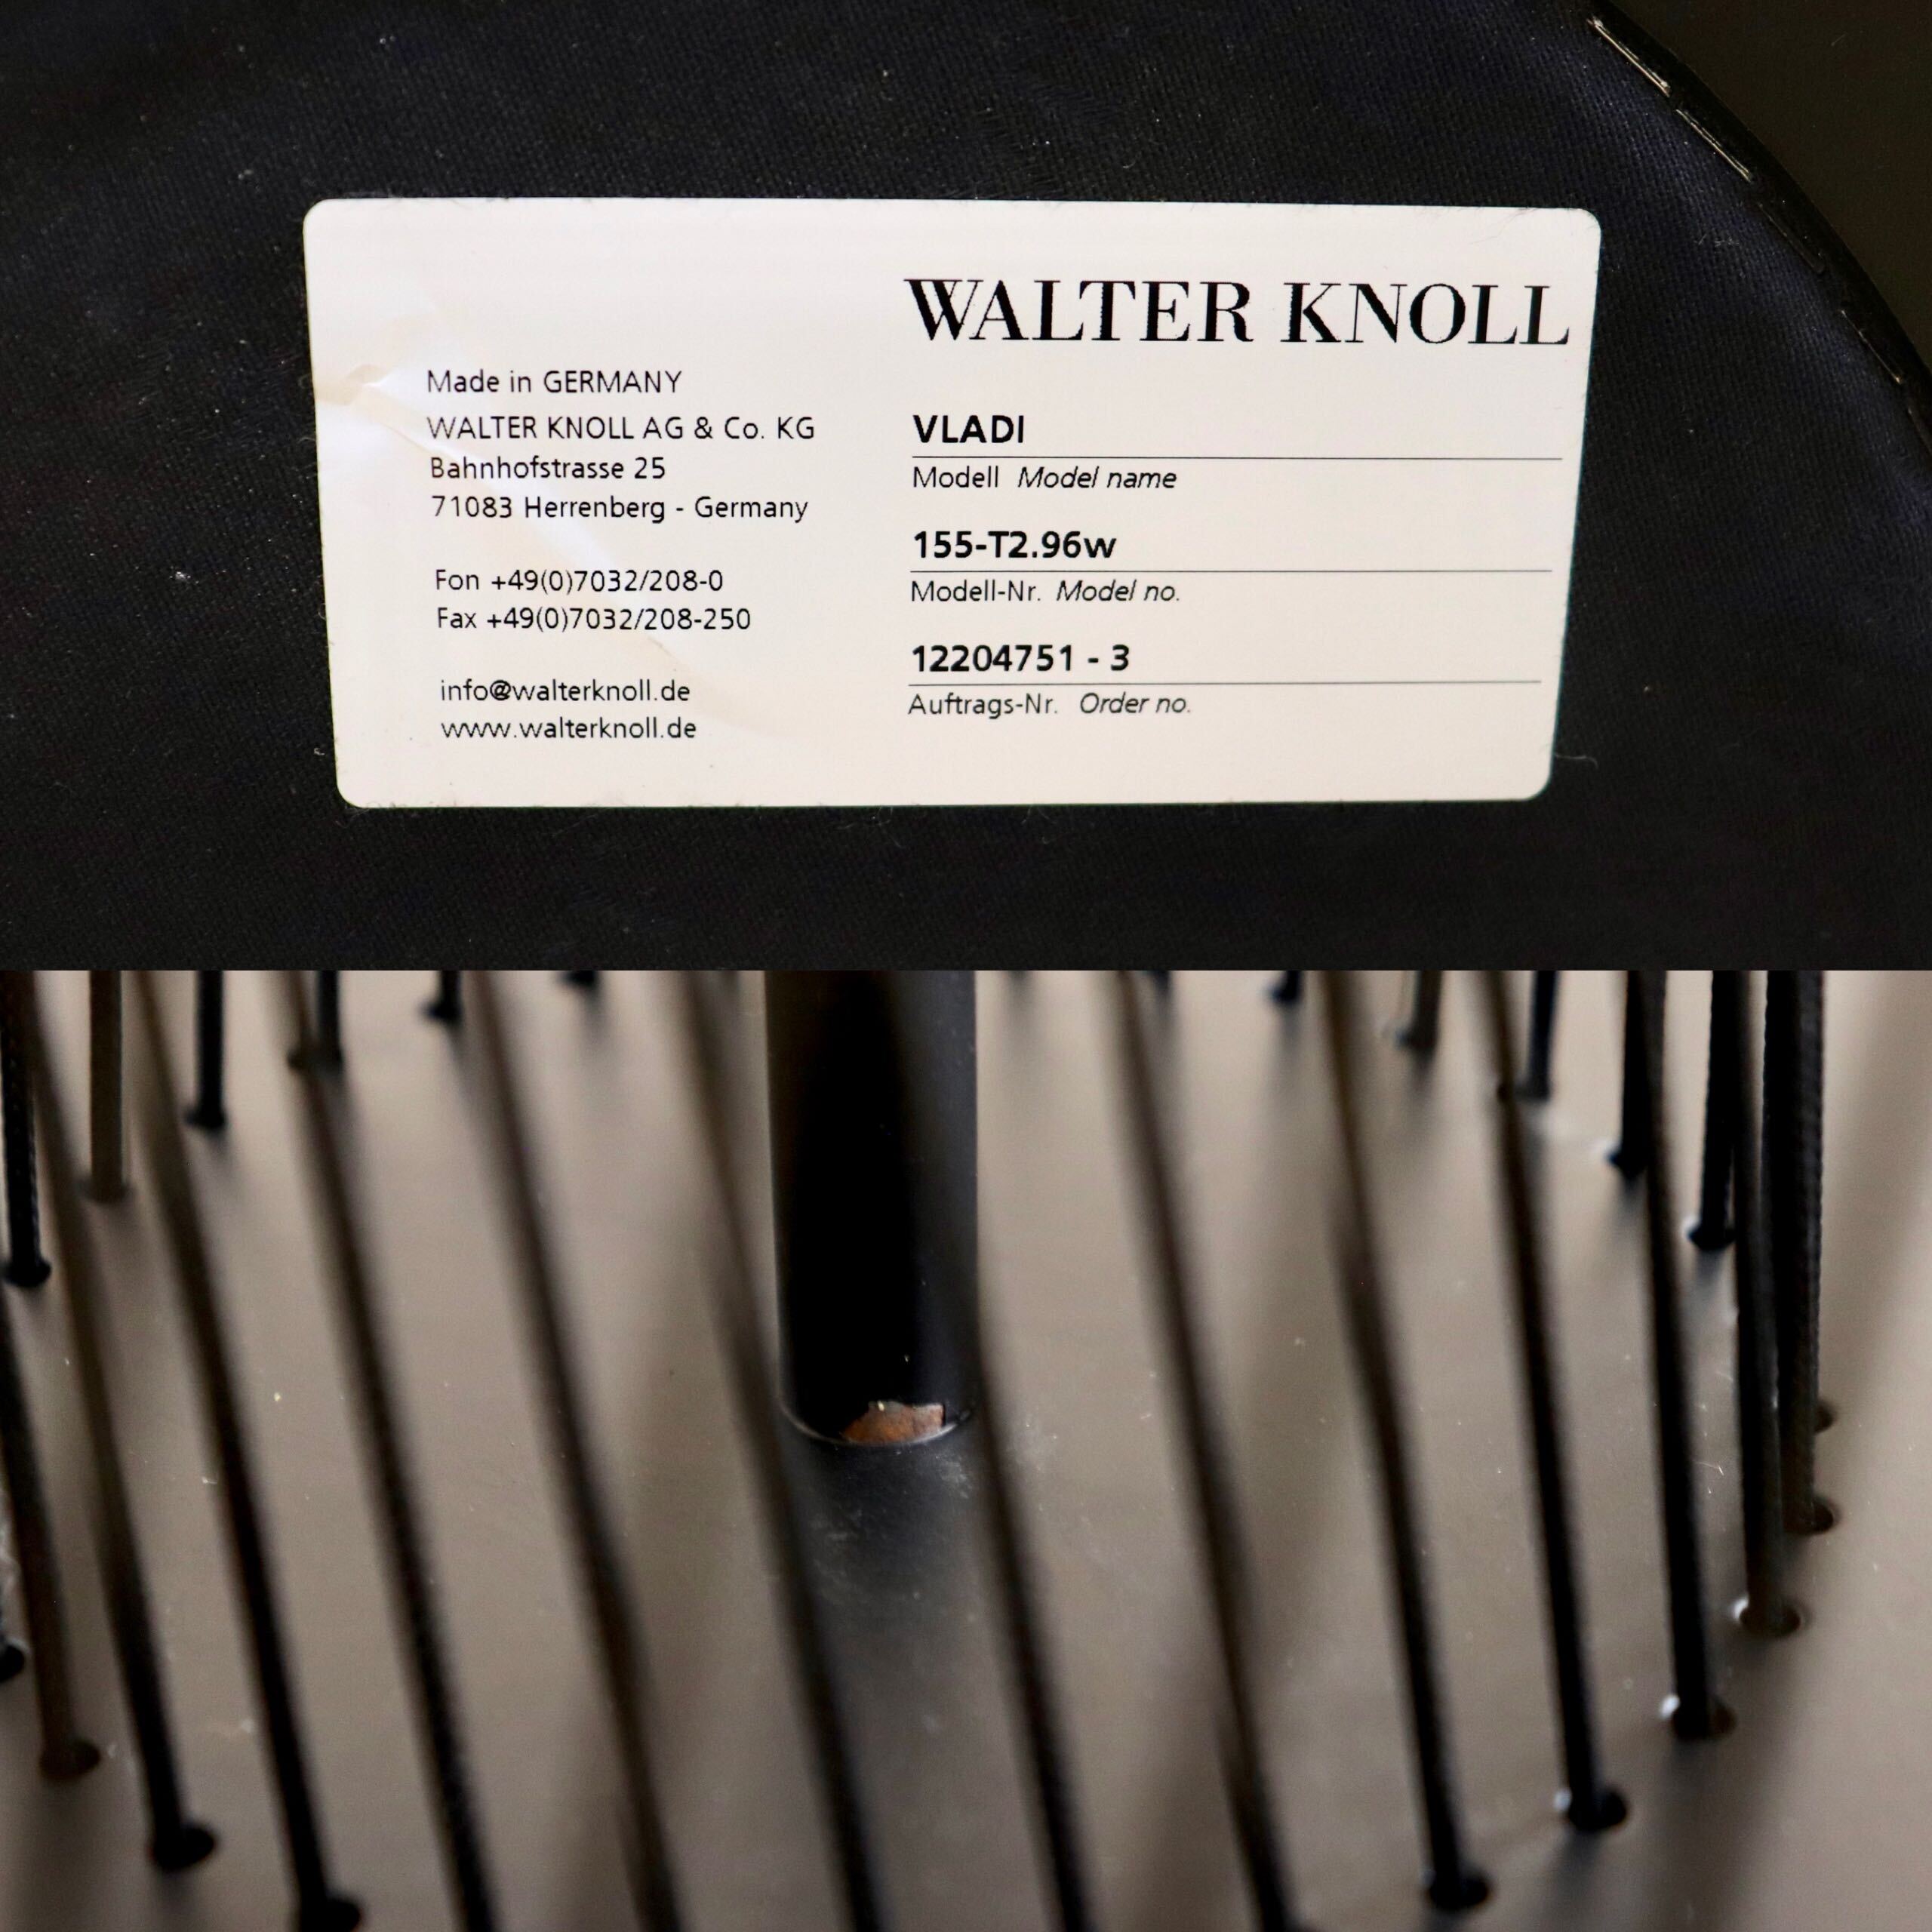 WALTER KNOLL
Made in GERMANY
WALTER KNOLL AG & Co. KG
Bahnhofstrasse 25
71083 Herrenberg - Germany
Fon +49(0)7032/208-0
Fax +49(0)7032/208-250
info@walterknoll.de
www.walterknoll.de
VLADI
Modell Model name
155-T2.96w
Modell-Nr. Model no.
12204751 - 3
Auftrags-Nr. Order no.